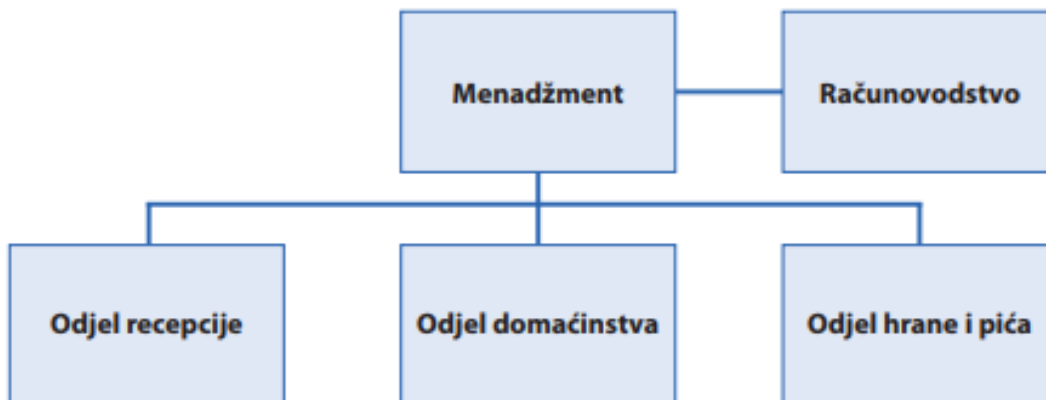 Menadžment
Računovodstvo
Odjel recepcije
Odjel domaćinstva
Odjel hrane i pića